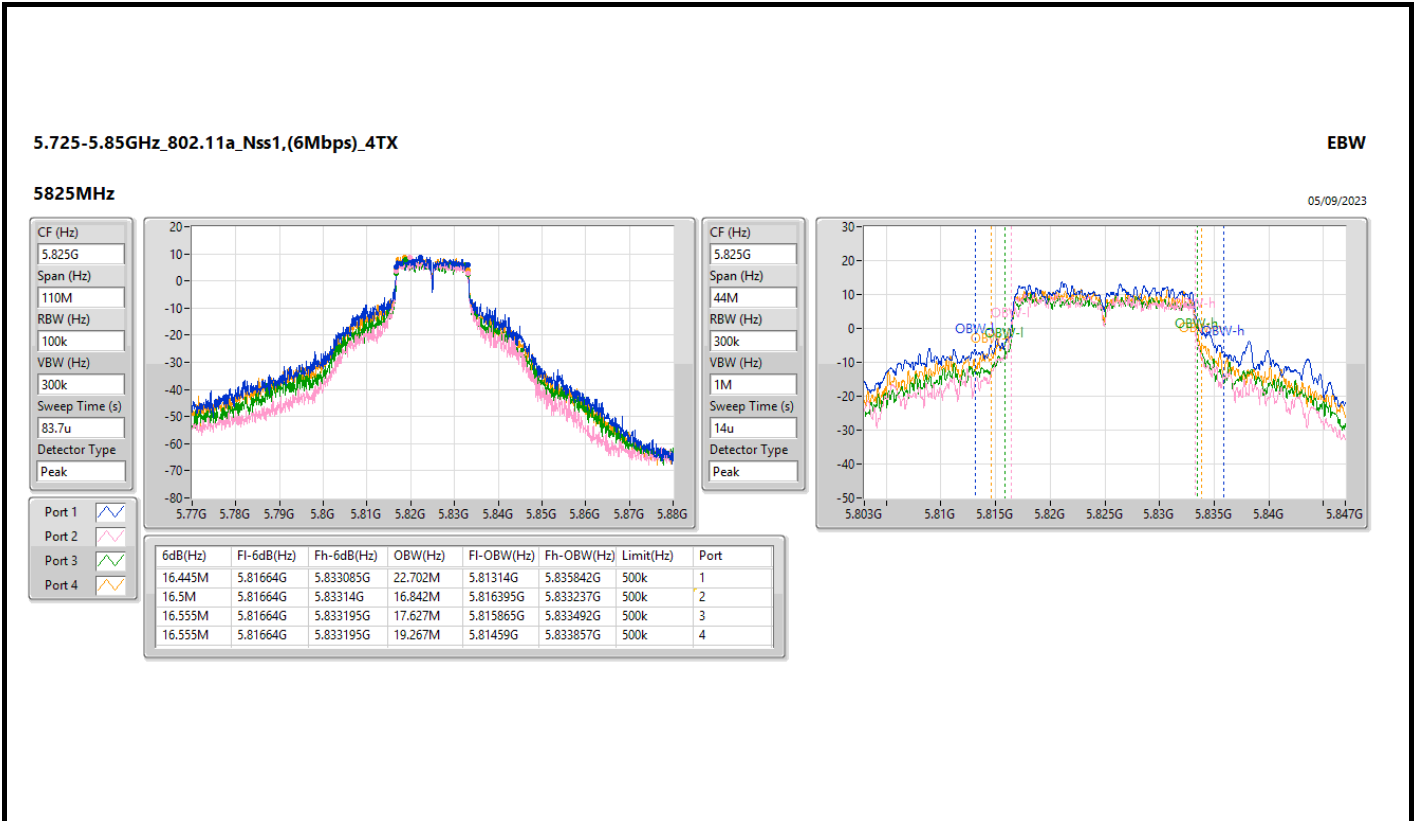 5.725-5.85GHz_802.11a_Nss1,(6Mbps)_4TX
EBW
5825MHz
05/09/2023
CF (Hz)
5.825G
Span (Hz)
110M
RBW (Hz)
100k
VBW (Hz)
300k
Sweep Time (s)
83.7u
Detector Type
Peak
20
10
0
-10
-20
-30
-40
-50
-60
-70
-80
5.77G 5.78G 5.79G 5.8G 5.81G 5.82G 5.83G 5.84G 5.85G 5.86G 5.87G 5.88G
CF (Hz)
5.825G
Span (Hz)
44M
RBW (Hz)
300k
VBW (Hz)
1M
Sweep Time (s)
14u
Detector Type
Peak
30
20
10
0
-10
-20
-30
-40
-50
OBW-l
OBW-h
OBW-h
OBW-l
OBW-h
5.803G 5.81G 5.815G 5.82G 5.825G 5.83G 5.835G 5.84G 5.847G
Port 1
Port 2
Port 3
Port 4
6dB(Hz) Fl-6dB(Hz) Fh-6dB(Hz) OBW(Hz) Fl-OBW(Hz) Fh-OBW(Hz) Limit(Hz) Port
16.445M 5.81664G 5.833085G 22.702M 5.81314G 5.835842G 500k 1
16.5M 5.81664G 5.83314G 16.842M 5.816395G 5.833237G 500k 2
16.555M 5.81664G 5.833195G 17.627M 5.815865G 5.833492G 500k 3
16.555M 5.81664G 5.833195G 19.267M 5.81459G 5.833857G 500k 4